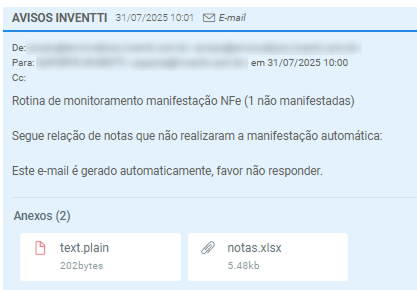 AVISOS INVENTTI 31/07/2025 10:01 E-mail
De:
Para: em 31/07/2025 10:00
Cc:
Rotina de monitoramento manifestação NFe (1 não manifestadas)
Segue relação de notas que não realizaram a manifestação automática:
Este e-mail é gerado automaticamente, favor não responder.
Anexos (2)
text.plain notas.xlsx
202bytes 5.48kb